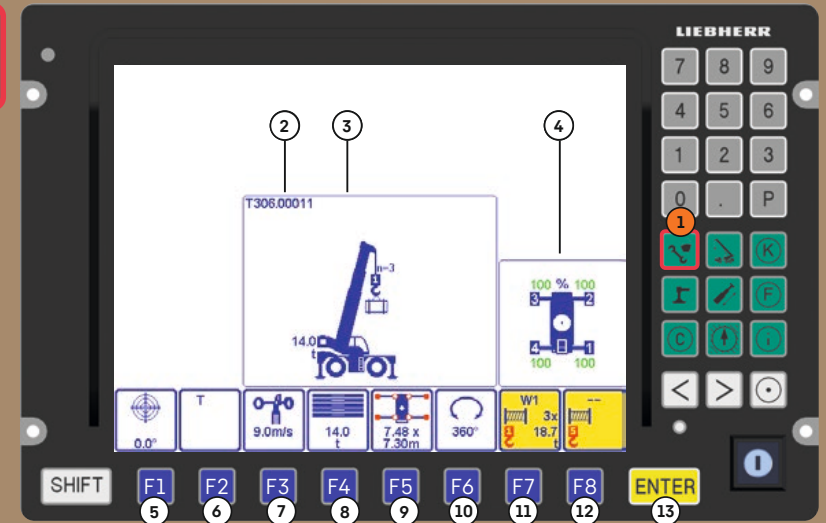 LIEBHERR
7 8 9
4 5 6
1 2 3
0 . P
1
K
F
C i
< >
2 3 4
T306.00011
n-3
1
14.0
t
100 % 100
3 2
4 1
100 100
0.0°
T
9.0m/s
14.0
t
7.48 x
7.30m
360°
W1
3x
18.7
t
--
SHIFT F1 F2 F3 F4 F5 F6 F7 F8 ENTER
5 6 7 8 9 10 11 12 13